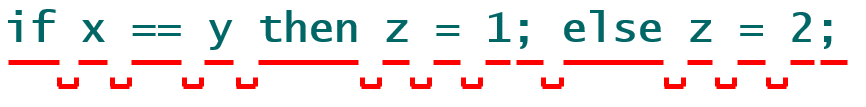 if x == y then z = 1; else z = 2;